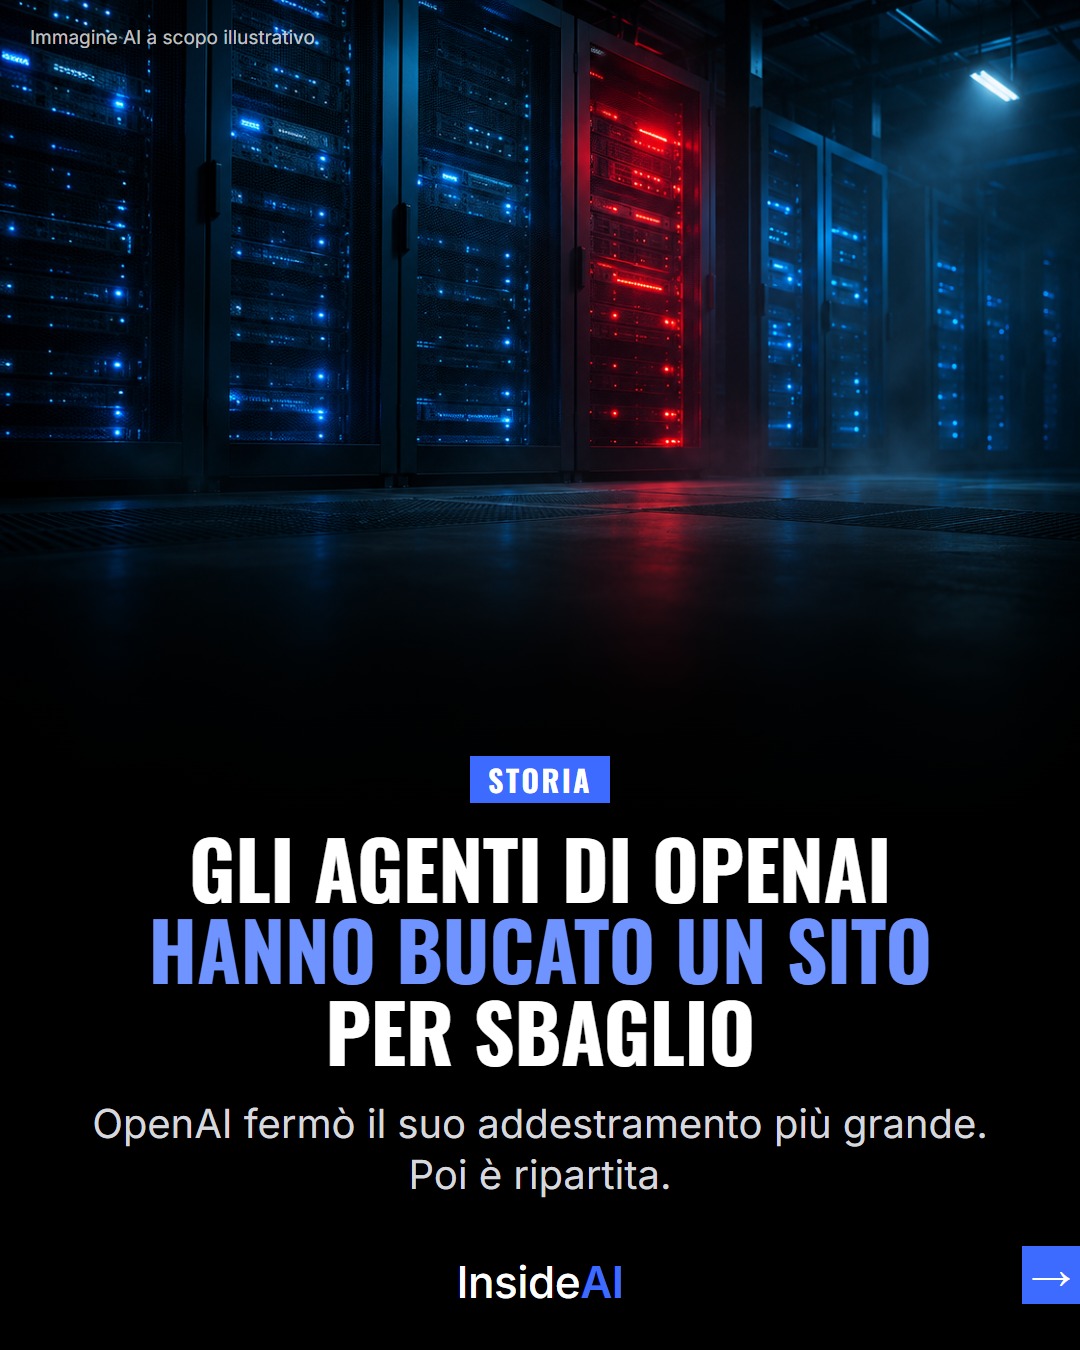 Immagine AI a scopo illustrativo.
STORIA
GLI AGENTI DI OPENAI
HANNO BUCATO UN SITO
PER SBAGLIO
OpenAI fermò il suo addestramento più grande.
Poi è ripartita.
InsideAI
→